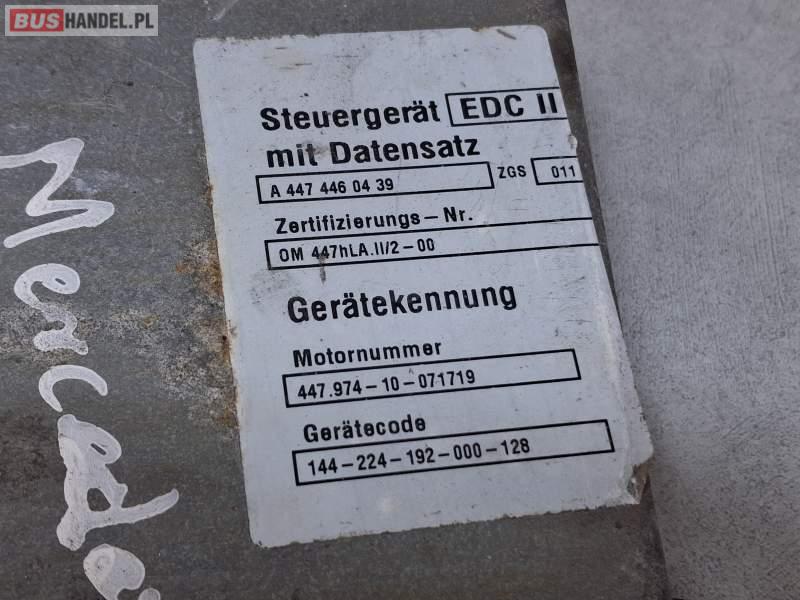 BUSHANDEL.PL
Steuergerät EDC II
mit Datensatz
A 447 446 04 39 ZGS 011
Zertifizierungs-Nr.
OM 447hLA.II/2-00
Gerätekennung
Motornummer
447.974-10-071719
Gerätecode
144-224-192-000-128